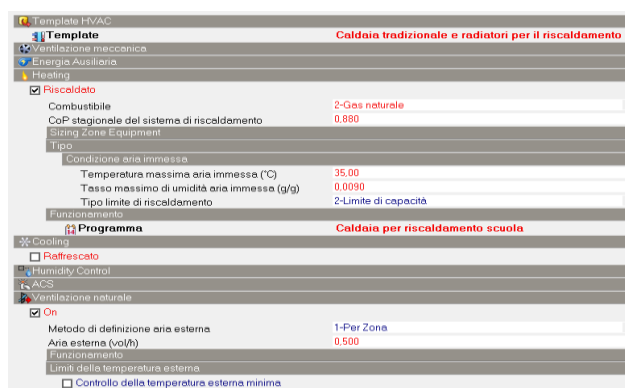 Template HVAC
Template Caldaia tradizionale e radiatori per il riscaldamento
Ventilazione meccanica
Energia Ausiliaria
Heating
Riscaldato
Combustibile 2-Gas naturale
CoP stagionale del sistema di riscaldamento 0,880
Sizing Zone Equipment
Tipo
Condizione aria immessa
Temperatura massima aria immessa (°C) 35,00
Tasso massimo di umidità aria immessa (g/g) 0,0090
Tipo limite di riscaldamento 2-Limite di capacità
Funzionamento
Programma Caldaia per riscaldamento scuola
Cooling
Raffrescato
Humidity Control
ACS
Ventilazione naturale
On
Metodo di definizione aria esterna 1-Per Zona
Aria esterna (vol/h) 0,500
Funzionamento
Limiti della temperatura esterna
Controllo della temperatura esterna minima